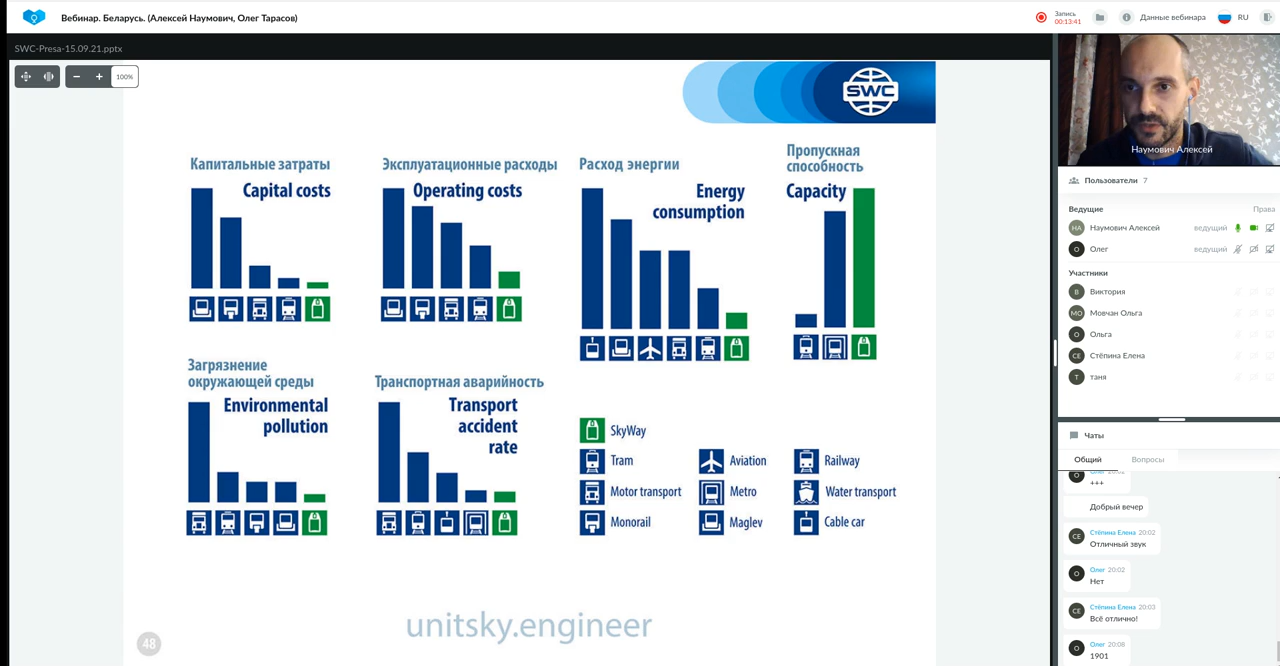 Вебинар. Беларусь. (Алексей Наумович, Олег Тарасов)
Запись
00:13:41
Данные вебинара
RU
SWC-Presa-15.09.21.pptx
100%
SWC
Капитальные затраты
Capital costs
Эксплуатационные расходы
Operating costs
Расход энергии
Energy
consumption
Пропускная
способность
Capacity
Загрязнение
окружающей среды
Environmental
pollution
Транспортная аварийность
Transport
accident
rate
SkyWay
Tram
Aviation
Railway
Motor transport
Metro
Water transport
Monorail
Maglev
Cable car
unitsky.engineer
48
Наумович Алексей
Пользователи 7
Ведущие Права
НА Наумович Алексей ведущий
О Олег ведущий
Участники
В Виктория
МО Мовчан Ольга
О Ольга
СЕ Стёпина Елена
Т таня
Чаты
Общий Вопросы
О
+++
Добрый вечер
СЕ Стёпина Елена 20:02
Отличный звук
О Олег 20:02
Нет
СЕ Стёпина Елена 20:03
Всё отлично!
О Олег 20:08
1901